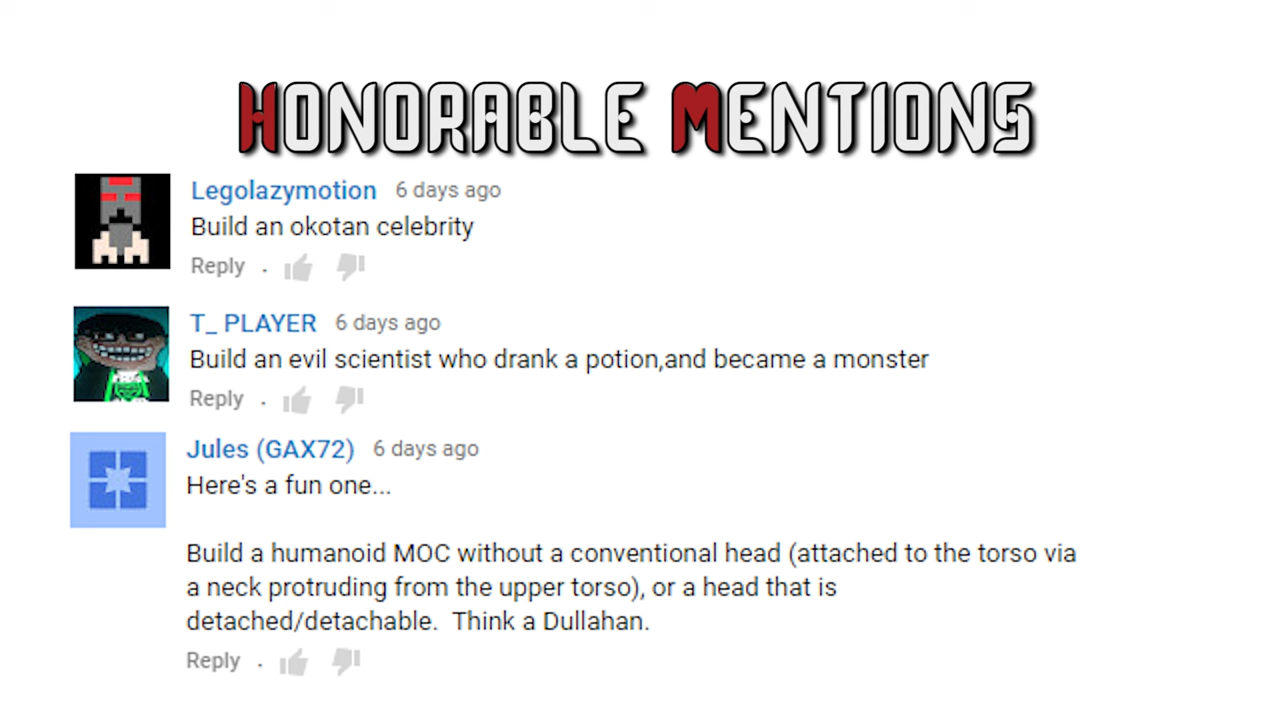 HONORABLE MENTIONS
Legolazymotion 6 days ago
Build an okotan celebrity
Reply .
T_ PLAYER 6 days ago
Build an evil scientist who drank a potion,and became a monster
Reply .
Jules (GAX72) 6 days ago
Here's a fun one...
Build a humanoid MOC without a conventional head (attached to the torso via
a neck protruding from the upper torso), or a head that is
detached/detachable.  Think a Dullahan.
Reply .